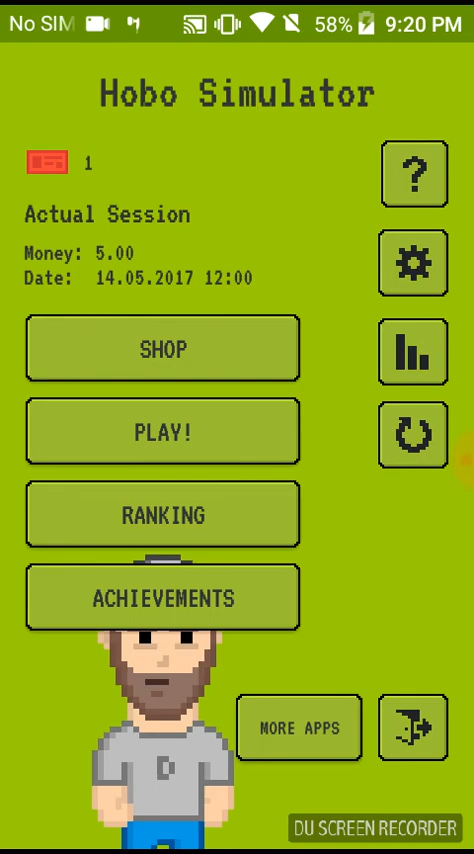 No SIM 58% 9:20 PM
Hobo Simulator
1
?
Actual Session
Money: 5.00
Date: 14.05.2017 12:00
SHOP
PLAY!
RANKING
ACHIEVEMENTS
D
MORE APPS
DU SCREEN RECORDER